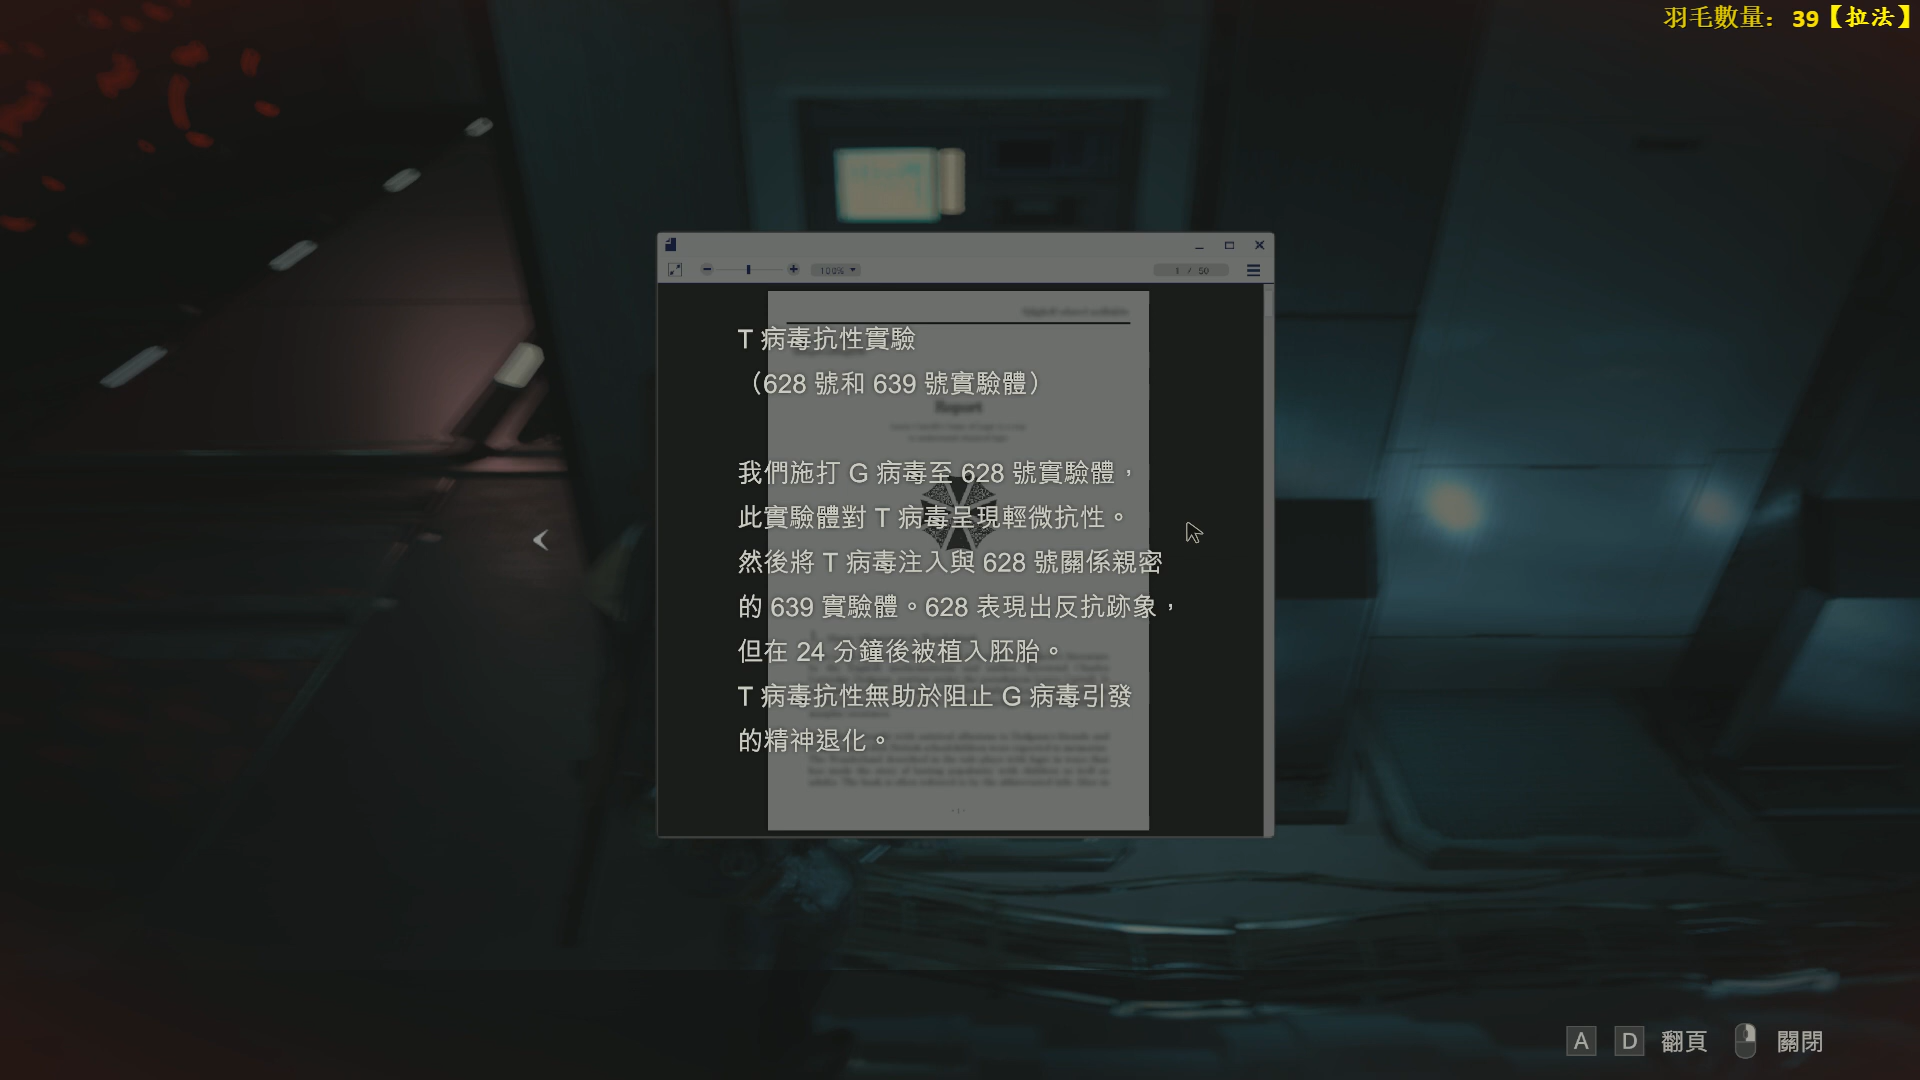 羽毛數量: 39【拉法】
100%
1 / 50
T 病毒抗性實驗
（628 號和 639 號實驗體）
Report
我們施打 G 病毒至 628 號實驗體，
此實驗體對 T 病毒呈現輕微抗性。
然後將 T 病毒注入與 628 號關係親密
的 639 實驗體。628 表現出反抗跡象，
但在 24 分鐘後被植入胚胎。
T 病毒抗性無助於阻止 G 病毒引發
的精神退化。
- 1 -
A D 翻頁 關閉